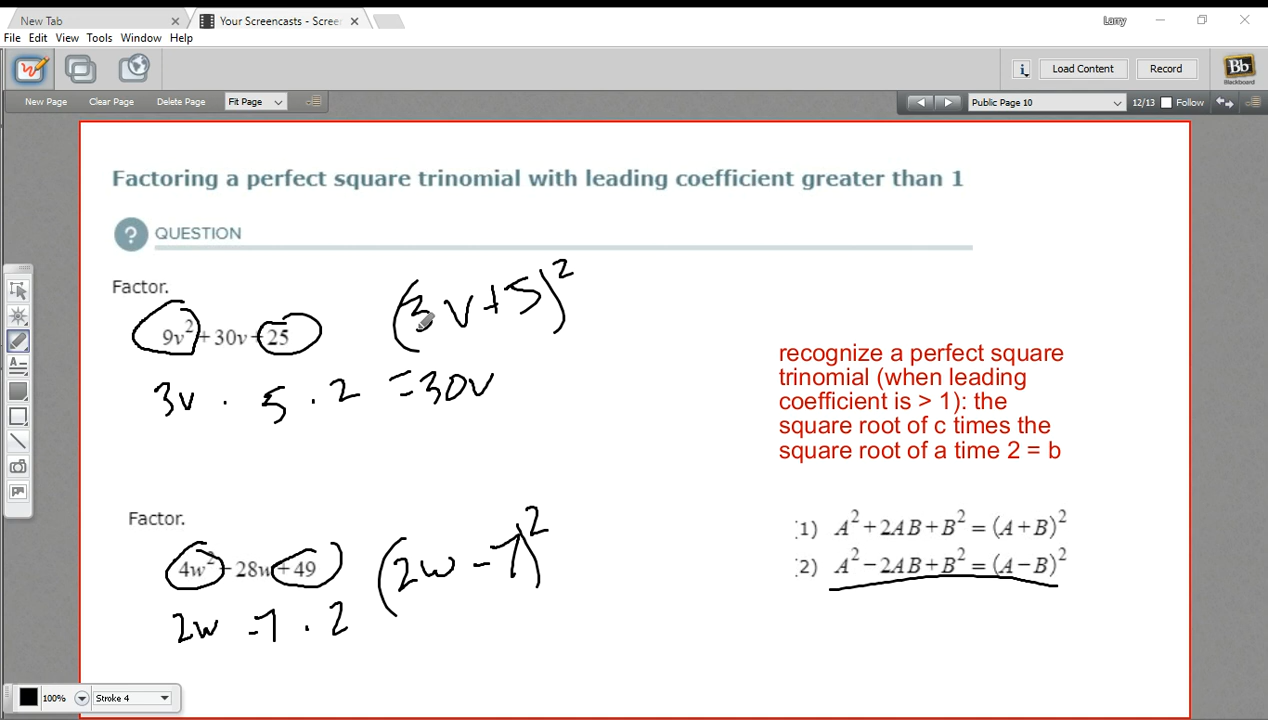 New Tab
Your Screencasts - Scree
Larry
File Edit View Tools Window Help
Load Content
Record
Bb
Blackboard
New Page Clear Page Delete Page Fit Page
Public Page 10
12/13
Follow
Factoring a perfect square trinomial with leading coefficient greater than 1
? QUESTION
Factor.
9v²+30v+25
(3v+5)²
3v · 5 · 2 =30v
recognize a perfect square
trinomial (when leading
coefficient is > 1): the
square root of c times the
square root of a time 2 = b
Factor.
4w² 28w+49
(2w-7)²
2w -7 · 2
:1) A²+2AB+B²=(A+B)²
:2) A²−2AB+B²=(A−B)²
100%
Stroke 4